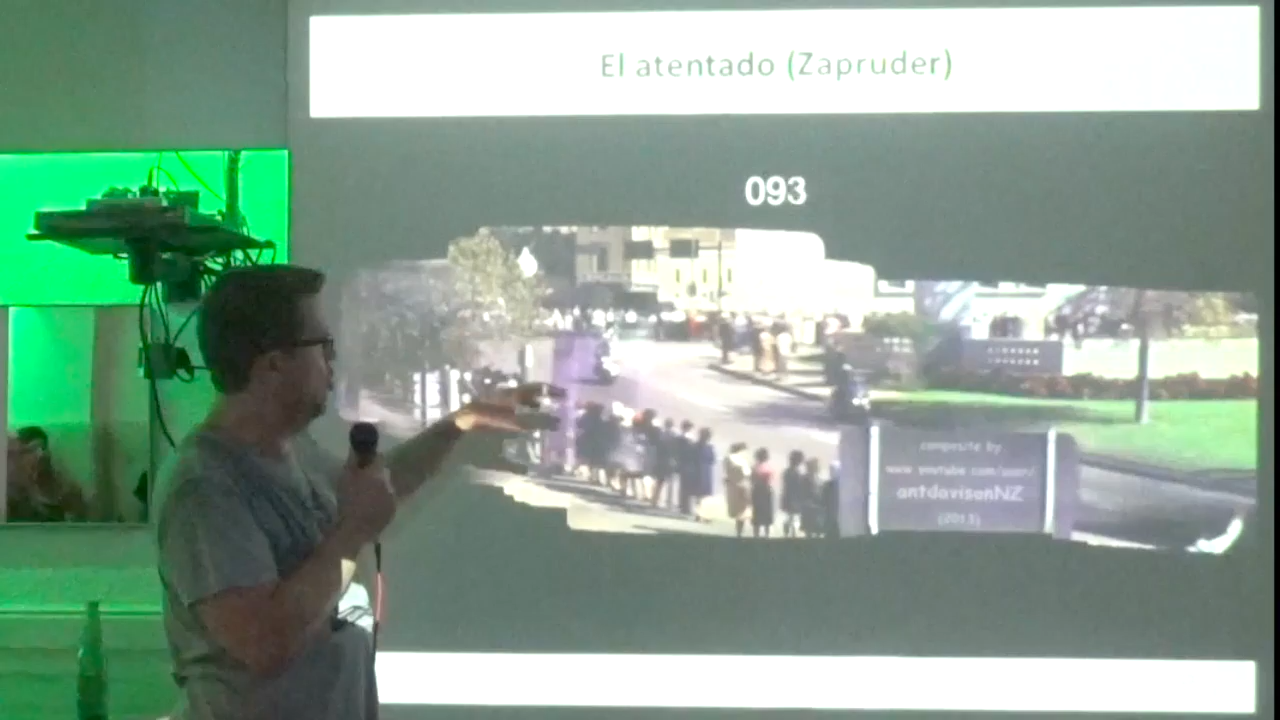 El atentado (Zapruder)
093
composite by
www youtube.com/user/
antdavisonNZ
(2013)